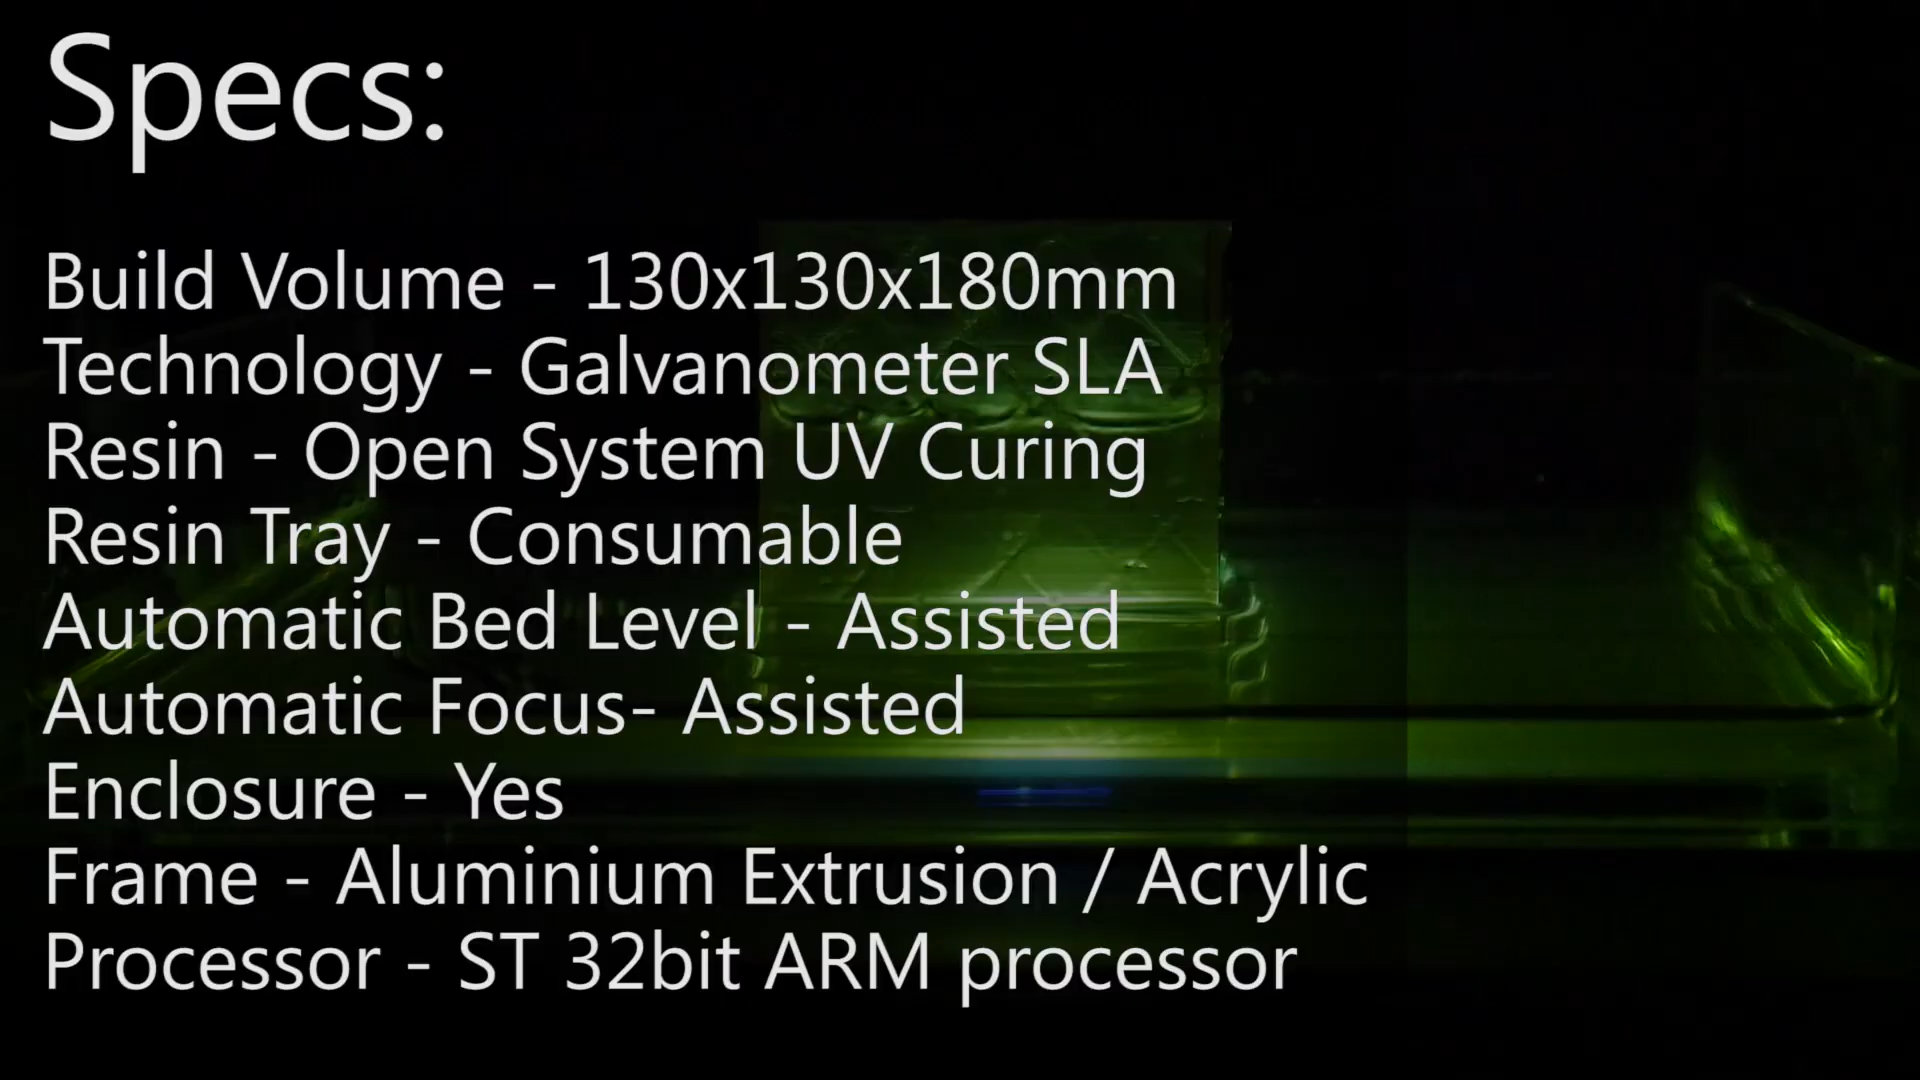 Specs:
Build Volume - 130x130x180mm
Technology - Galvanometer SLA
Resin - Open System UV Curing
Resin Tray - Consumable
Automatic Bed Level - Assisted
Automatic Focus- Assisted
Enclosure - Yes
Frame - Aluminium Extrusion / Acrylic
Processor - ST 32bit ARM processor